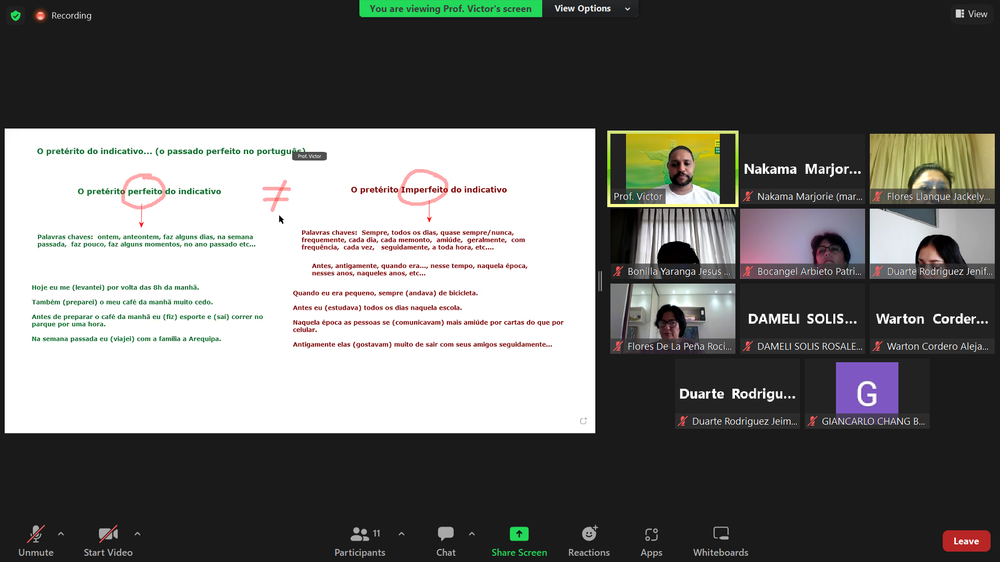 Recording
You are viewing Prof. Victor's screen
View Options
View
O pretérito do indicativo... (o passado perfeito no português)
Prof. Victor
O pretérito perfeito do indicativo
≠
O pretérito Imperfeito do indicativo
Palavras chaves: ontem, anteontem, faz alguns dias, na semana
passada, faz pouco, faz alguns momentos, no ano passado etc...
Palavras chaves: Sempre, todos os dias, quase sempre/nunca,
frequemente, cada dia, cada memonto, amiúde, geralmente, com
frequência, cada vez, seguidamente, a toda hora, etc....
Antes, antigamente, quando era..., nesse tempo, naquela época,
nesses anos, naqueles anos, etc...
Hoje eu me (levantei) por volta das 8h da manhã.
Também (preparei) o meu café da manhã muito cedo.
Antes de preparar o café da manhã eu (fiz) esporte e (saí) correr no
parque por uma hora.
Na semana passada eu (viajei) com a família a Arequipa.
Quando eu era pequeno, sempre (andava) de bicicleta.
Antes eu (estudava) todos os dias naquela escola.
Naquela época as pessoas se (comunicavam) mais amiúde por cartas do que por
celular.
Antigamente elas (gostavam) muito de sair com seus amigos seguidamente...
Prof. Victor
Nakama Marjor...
Nakama Marjorie (mar...
Flores Llanque Jackely...
Bonilla Yaranga Jesus ...
Bocangel Arbieto Patri...
Duarte Rodriguez Jenif...
Flores De La Peña Roci...
DAMELI SOLIS...
DAMELI SOLIS ROSALE...
Warton Corder...
Warton Cordero Aleja...
Duarte Rodrigu...
Duarte Rodriguez Jeim...
G
GIANCARLO CHANG B...
Unmute
Start Video
11
Participants
Chat
Share Screen
Reactions
Apps
Whiteboards
Leave